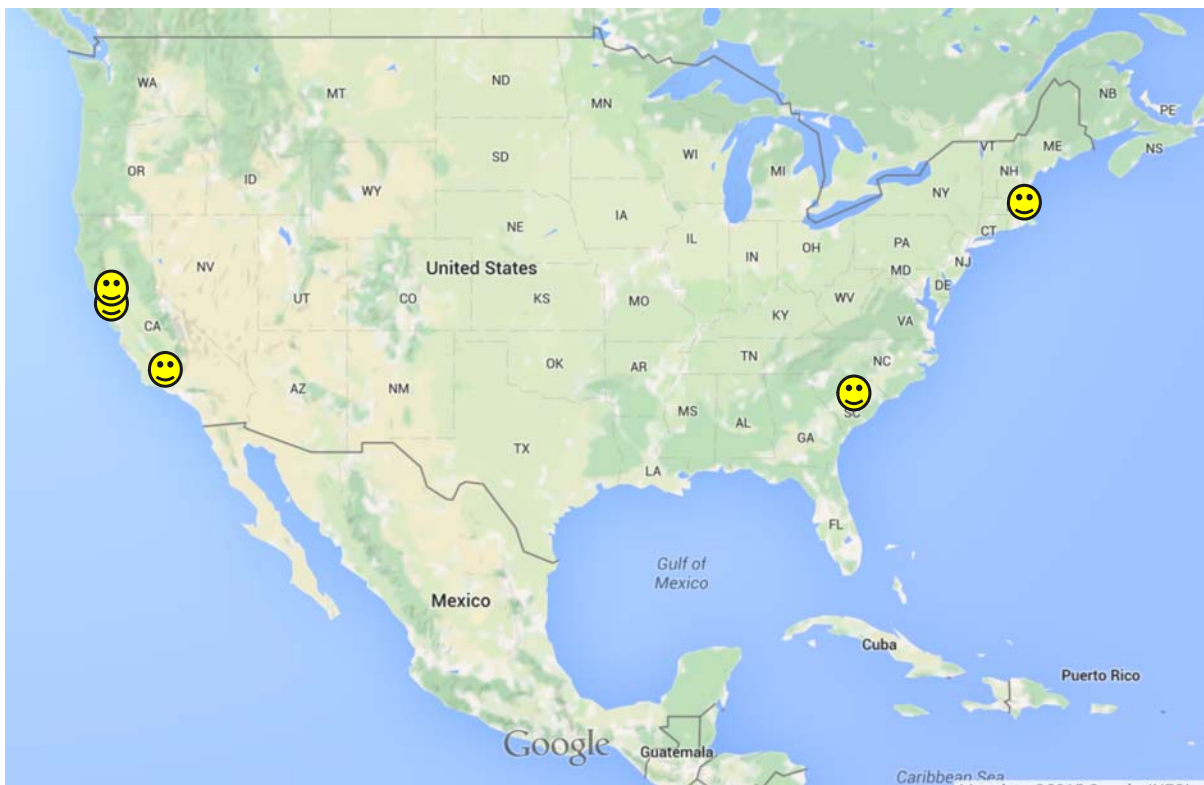 WA
MT
ND
MN
OR
ID
WY
SD
WI
MI
VT
NH
ME
NB
PE
NS
NY
CT
NV
UT
CO
NE
IA
IL
IN
OH
PA
NJ
MD
DE
United States
KS
MO
WV
VA
KY
CA
AZ
NM
OK
AR
TN
NC
SC
MS
AL
GA
TX
LA
FL
Gulf of
Mexico
Mexico
Cuba
Puerto Rico
Google
Guatemala
Caribbean Sea